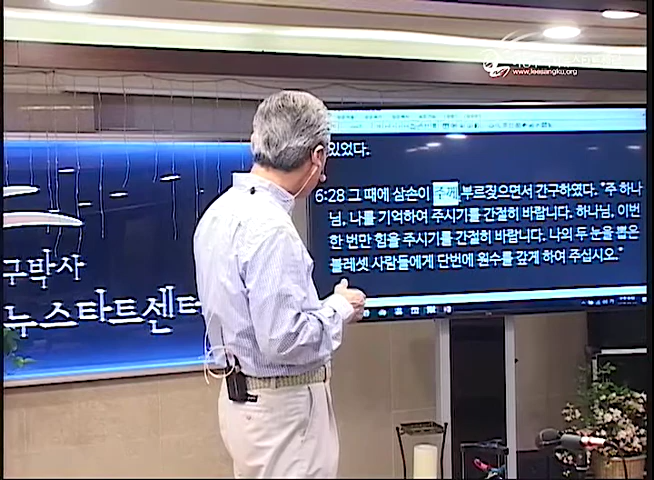 www.leesangku.org
있었다.
6:28 그 때에 삼손이 주께 부르짖으면서 간구하였다. "주 하나
님, 나를 기억하여 주시기를 간절히 바랍니다. 하나님, 이번
한 번만 힘을 주시기를 간절히 바랍니다. 나의 두 눈을 뽑은
블레셋 사람들에게 단번에 원수를 갚게 하여 주십시오."
구박사
뉴스타트센터